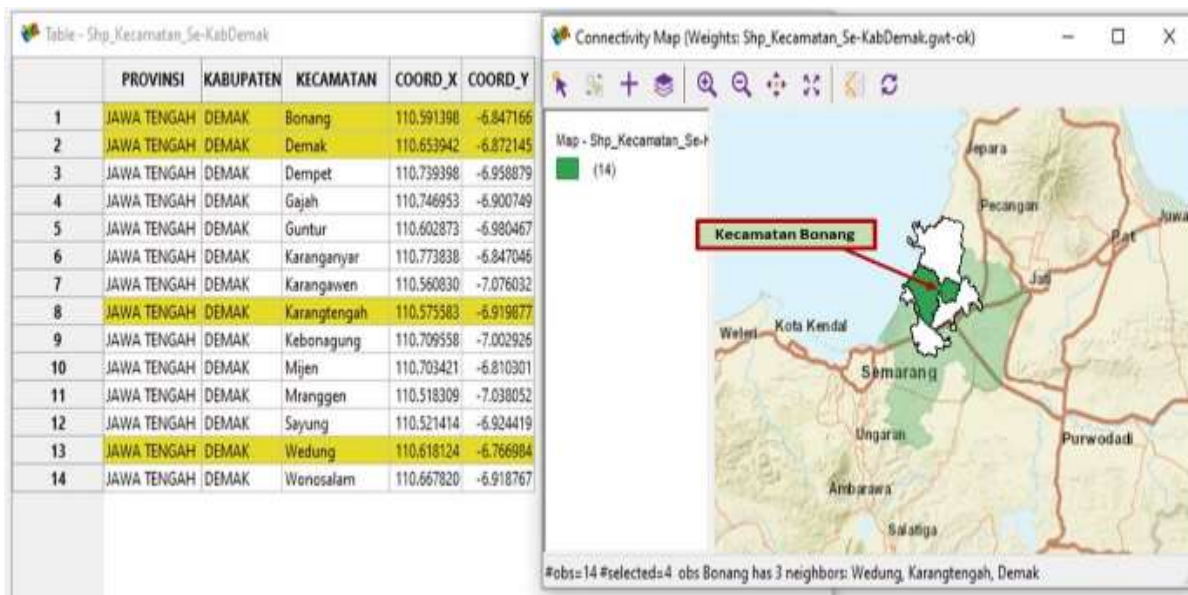 Table - Shp_Kecamatan_Se-KabDemak
PROVINSI KABUPATEN KECAMATAN COORD_X COORD_Y
1 JAWA TENGAH DEMAK Bonang 110.591398 -6.847166
2 JAWA TENGAH DEMAK Demak 110.653942 -6.872145
3 JAWA TENGAH DEMAK Dempet 110.739398 -6.958879
4 JAWA TENGAH DEMAK Gajah 110.746953 -6.900749
5 JAWA TENGAH DEMAK Guntur 110.602873 -6.980467
6 JAWA TENGAH DEMAK Karanganyar 110.773838 -6.847046
7 JAWA TENGAH DEMAK Karangawen 110.560830 -7.076032
8 JAWA TENGAH DEMAK Karangtengah 110.575583 -6.919877
9 JAWA TENGAH DEMAK Kebonagung 110.709558 -7.002926
10 JAWA TENGAH DEMAK Mijen 110.703421 -6.810301
11 JAWA TENGAH DEMAK Mranggen 110.518309 -7.038052
12 JAWA TENGAH DEMAK Sayung 110.521414 -6.924419
13 JAWA TENGAH DEMAK Wedung 110.618124 -6.766984
14 JAWA TENGAH DEMAK Wonosalam 110.667820 -6.918767
Connectivity Map (Weights: Shp_Kecamatan_Se-KabDemak.gwt-ok)
Map - Shp_Kecamatan_Se-K
(14)
Jepara
Pecangan
Juwa
Pat
Kecamatan Bonang
Jati
Weleri
Kota Kendal
Semarang
Ungaran
Purwodadi
Ambarawa
Salatiga
#obs=14 #selected=4 obs Bonang has 3 neighbors: Wedung, Karangtengah, Demak